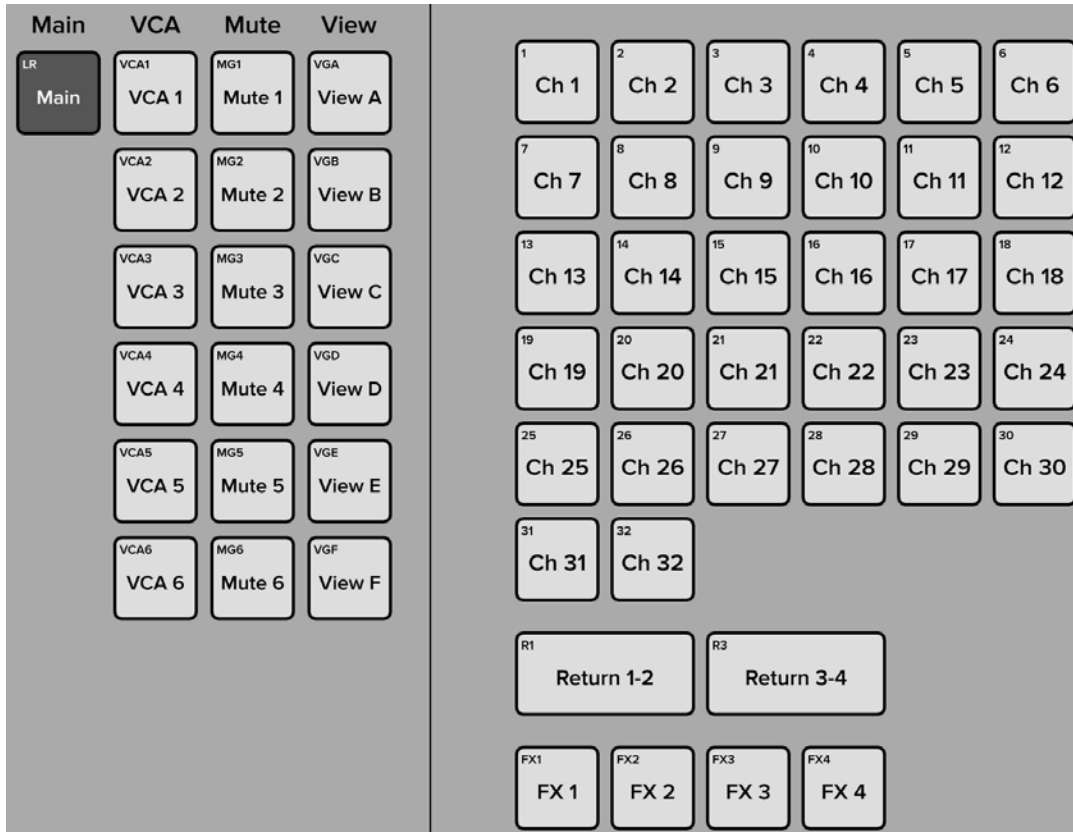 Main VCA Mute View
LR VCA1 MG1 VGA
Main VCA 1 Mute 1 View A
VCA2 MG2 VGB
VCA 2 Mute 2 View B
VCA3 MG3 VGC
VCA 3 Mute 3 View C
VCA4 MG4 VGD
VCA 4 Mute 4 View D
VCA5 MG5 VGE
VCA 5 Mute 5 View E
VCA6 MG6 VGF
VCA 6 Mute 6 View F
1 2 3 4 5 6
Ch 1 Ch 2 Ch 3 Ch 4 Ch 5 Ch 6
7 8 9 10 11 12
Ch 7 Ch 8 Ch 9 Ch 10 Ch 11 Ch 12
13 14 15 16 17 18
Ch 13 Ch 14 Ch 15 Ch 16 Ch 17 Ch 18
19 20 21 22 23 24
Ch 19 Ch 20 Ch 21 Ch 22 Ch 23 Ch 24
25 26 27 28 29 30
Ch 25 Ch 26 Ch 27 Ch 28 Ch 29 Ch 30
31 32
Ch 31 Ch 32
R1 R3
Return 1-2 Return 3-4
FX1 FX2 FX3 FX4
FX 1 FX 2 FX 3 FX 4